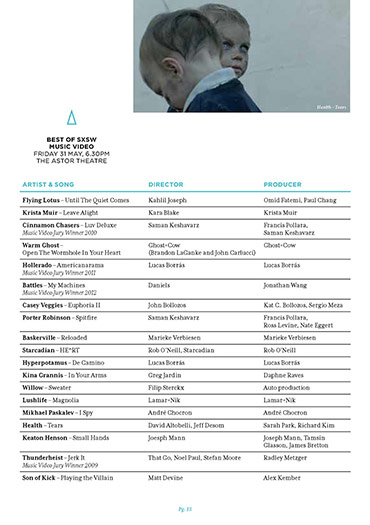 Health – Tears
BEST OF SXSW
MUSIC VIDEO
FRIDAY 31 MAY, 6.30PM
THE ASTOR THEATRE
ARTIST & SONG DIRECTOR PRODUCER
Flying Lotus – Until The Quiet Comes Kahlil Joseph Omid Fatemi, Paul Chang
Krista Muir – Leave Alight Kara Blake Krista Muir
Cinnamon Chasers – Luv Deluxe Saman Keshavarz Francis Pollara,
Music Video Jury Winner 2010 Saman Keshavarz
Warm Ghost – Ghost+Cow Ghost+Cow
Open The Wormhole In Your Heart (Brandon LaGanke and John Carlucci)
Hollerado – Americanarama Lucas Borrás Lucas Borrás
Music Video Jury Winner 2011
Battles – My Machines Daniels Jonathan Wang
Music Video Jury Winner 2012
Casey Veggies – Euphoria II John Bollozos Kat C. Bollozos, Sergio Meza
Porter Robinson – Spitfire Saman Keshavarz Francis Pollara,
Ross Levine, Nate Eggert
Baskerville – Reloaded Marieke Verbiesen Marieke Verbiesen
Starcadian – HE^RT Rob O'Neill, Starcadian Rob O'Neill
Hyperpotamus – De Camino Lucas Borrás Lucas Borrás
Kina Grannis – In Your Arms Greg Jardin Daphne Raves
Willow – Sweater Filip Sterckx Auto production
Lushlife – Magnolia Lamar+Nik Lamar+Nik
Mikhael Paskalev – I Spy André Chocron André Chocron
Health – Tears David Altobelli, Jeff Desom Sarah Park, Richard Kim
Keaton Henson – Small Hands Joesph Mann Joseph Mann, Tamsin
Glasson, James Bretton
Thunderheist – Jerk It That Go, Noel Paul, Stefan Moore Radley Metzger
Music Video Jury Winner 2009
Son of Kick – Playing the Villain Matt Devine Alex Kember